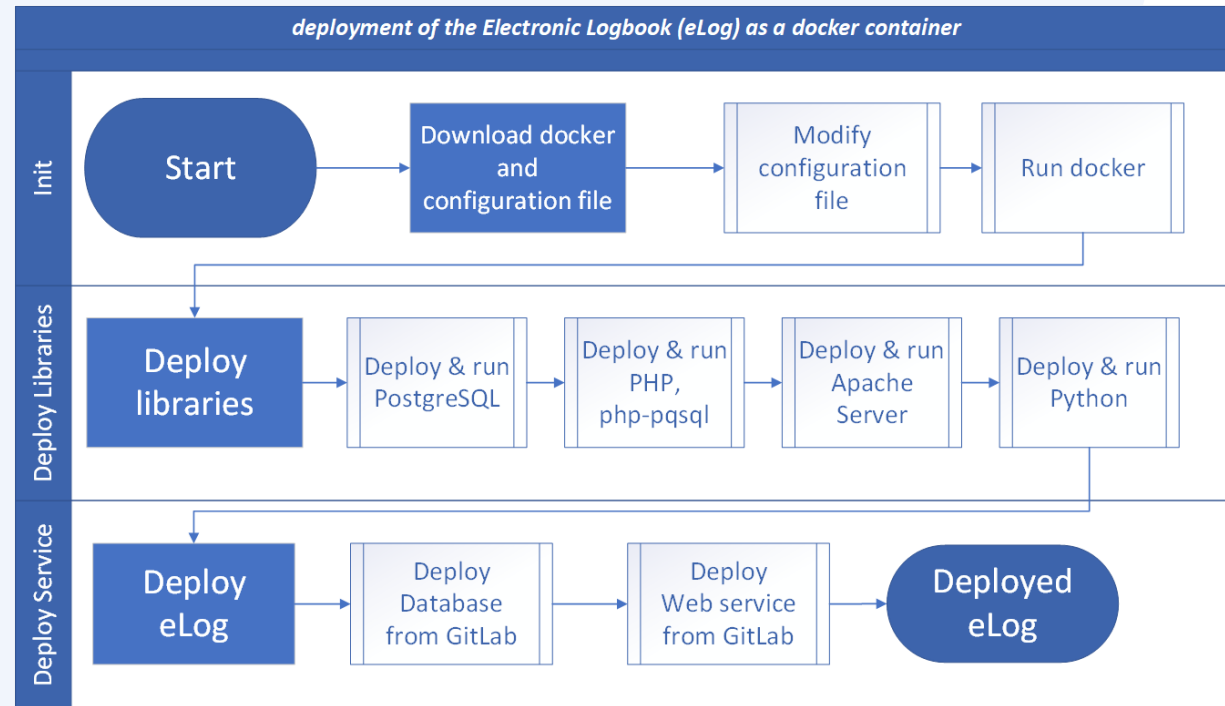 deployment of the Electronic Logbook (eLog) as a docker container
Init
Start
Download docker
and
configuration file
Modify
configuration
file
Run docker
Deploy Libraries
Deploy
libraries
Deploy & run
PostgreSQL
Deploy & run
PHP,
php-pqsql
Deploy & run
Apache
Server
Deploy & run
Python
Deploy Service
Deploy
eLog
Deploy
Database
from GitLab
Deploy
Web service
from GitLab
Deployed
eLog